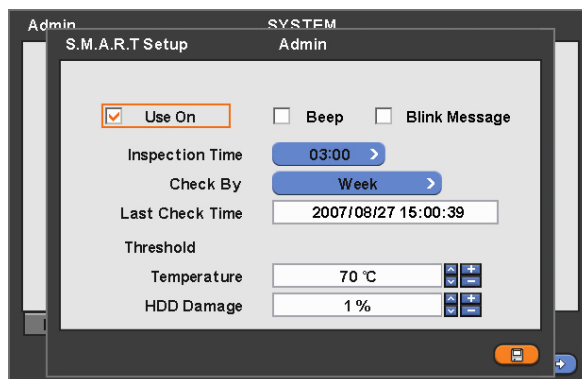 Admin SYSTEM
S.M.A.R.T Setup Admin
Use On Beep Blink Message
Inspection Time 03:00
Check By Week
Last Check Time 2007/08/27 15:00:39
Threshold
Temperature 70 ℃
HDD Damage 1 %